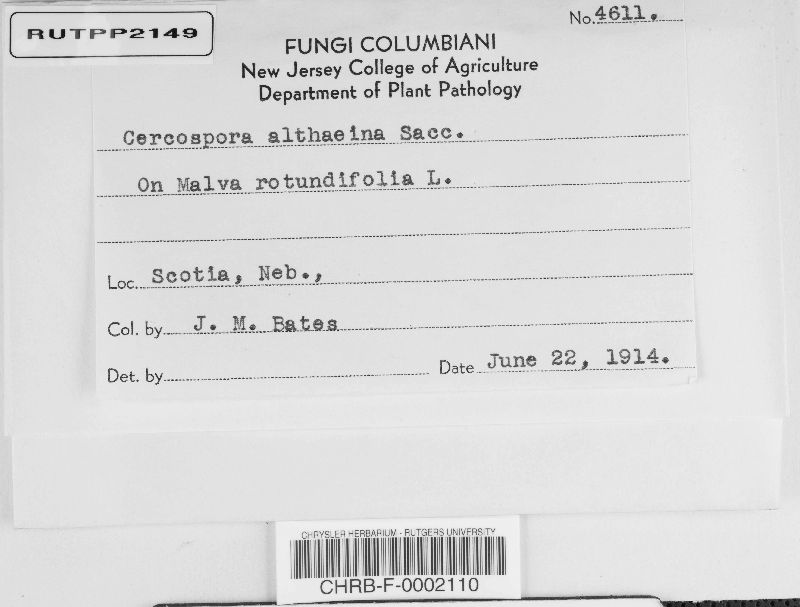 RUTPP2149
No. 4611.
FUNGI COLUMBIANI
New Jersey College of Agriculture
Department of Plant Pathology
Cercospora althaeina Sacc.
On Malva rotundifolia L.
Loc. Scotia, Neb.,
Col. by J. M. Bates
Det. by
Date June 22, 1914.
CHRYSLER HERBARIUM - RUTGERS UNIVERSITY
CHRB-F-0002110